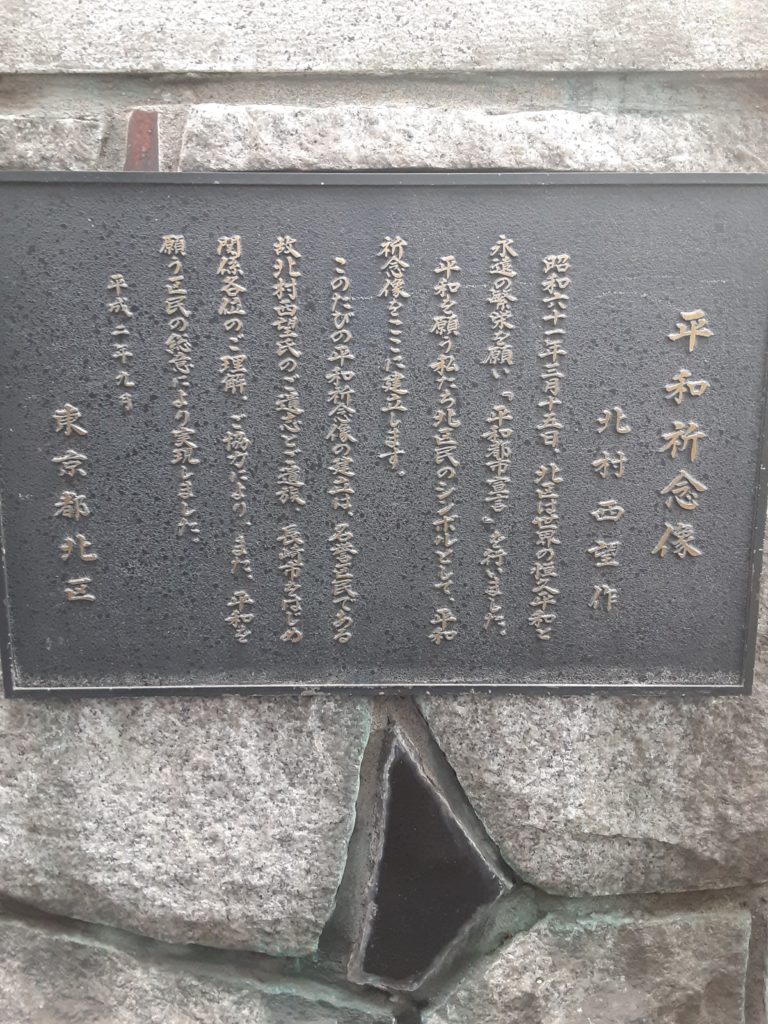 平和祈念像
北村西望作
昭和六十一年三月十五日、北区は世界の恒久平和と
永遠の繁栄を願い「平和都市宣言」を行いました。
平和を願う私たち北区民のシンボルとして、平和
祈念像をここに建立します。
このたびの平和祈念像の建立は、名誉区民である
故北村西望氏のご遺志とご遺族、長崎市をはじめ
関係各位のご理解、ご協力により、また、平和を
願う区民の総意により実現しました。
平成二年九月
東京都北区